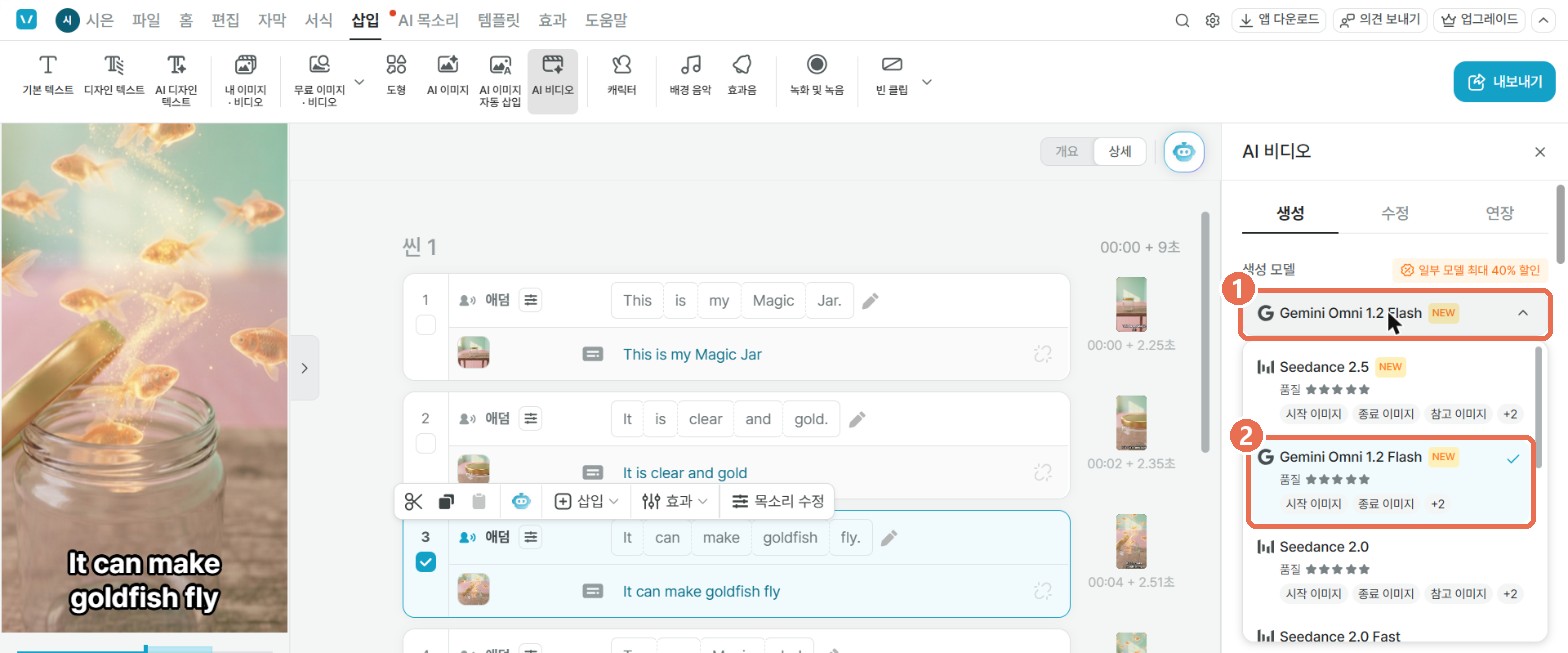 시
시은
파일
홈
편집
자막
서식
삽입
AI 목소리
템플릿
효과
도움말
앱 다운로드
의견 보내기
업그레이드
기본 텍스트
디자인 텍스트
AI 디자인
텍스트
내 이미지
· 비디오
무료 이미지
· 비디오
도형
AI 이미지
AI 이미지
자동 삽입
AI 비디오
캐릭터
배경 음악
효과음
녹화 및 녹음
빈 클립
내보내기
It can make
goldfish fly
개요
상세
씬 1
00:00 + 9초
1
애덤
This is my Magic Jar.
This is my Magic Jar
00:00 + 2.25초
2
애덤
It is clear and gold.
It is clear and gold
00:02 + 2.35초
삽입
효과
목소리 수정
3
애덤
It can make goldfish fly.
It can make goldfish fly
00:04 + 2.51초
AI 비디오
생성
수정
연장
생성 모델
일부 모델 최대 40% 할인
1
Gemini Omni 1.2 Flash NEW
Seedance 2.5 NEW
품질 ★★★★★
시작 이미지 종료 이미지 참고 이미지 +2
2
Gemini Omni 1.2 Flash NEW
품질 ★★★★★
시작 이미지 종료 이미지 +2
Seedance 2.0
품질 ★★★★★
시작 이미지 종료 이미지 참고 이미지 +2
Seedance 2.0 Fast